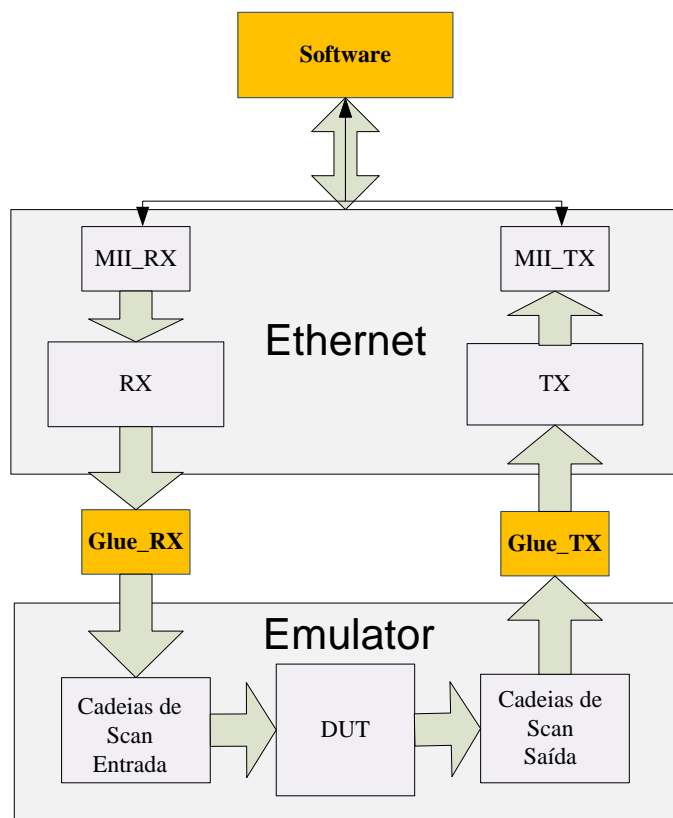 Software
MII_RX
MII_TX
Ethernet
RX
TX
Glue_RX
Glue_TX
Emulator
Cadeias de
Scan
Entrada
DUT
Cadeias de
Scan
Saída